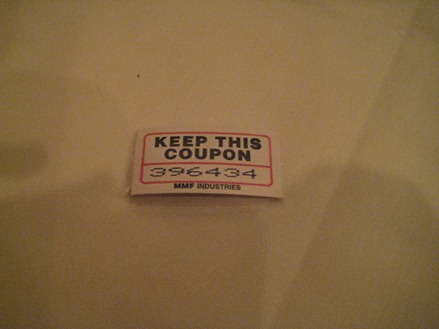 KEEP THIS
COUPON
396434
MMF INDUSTRIES